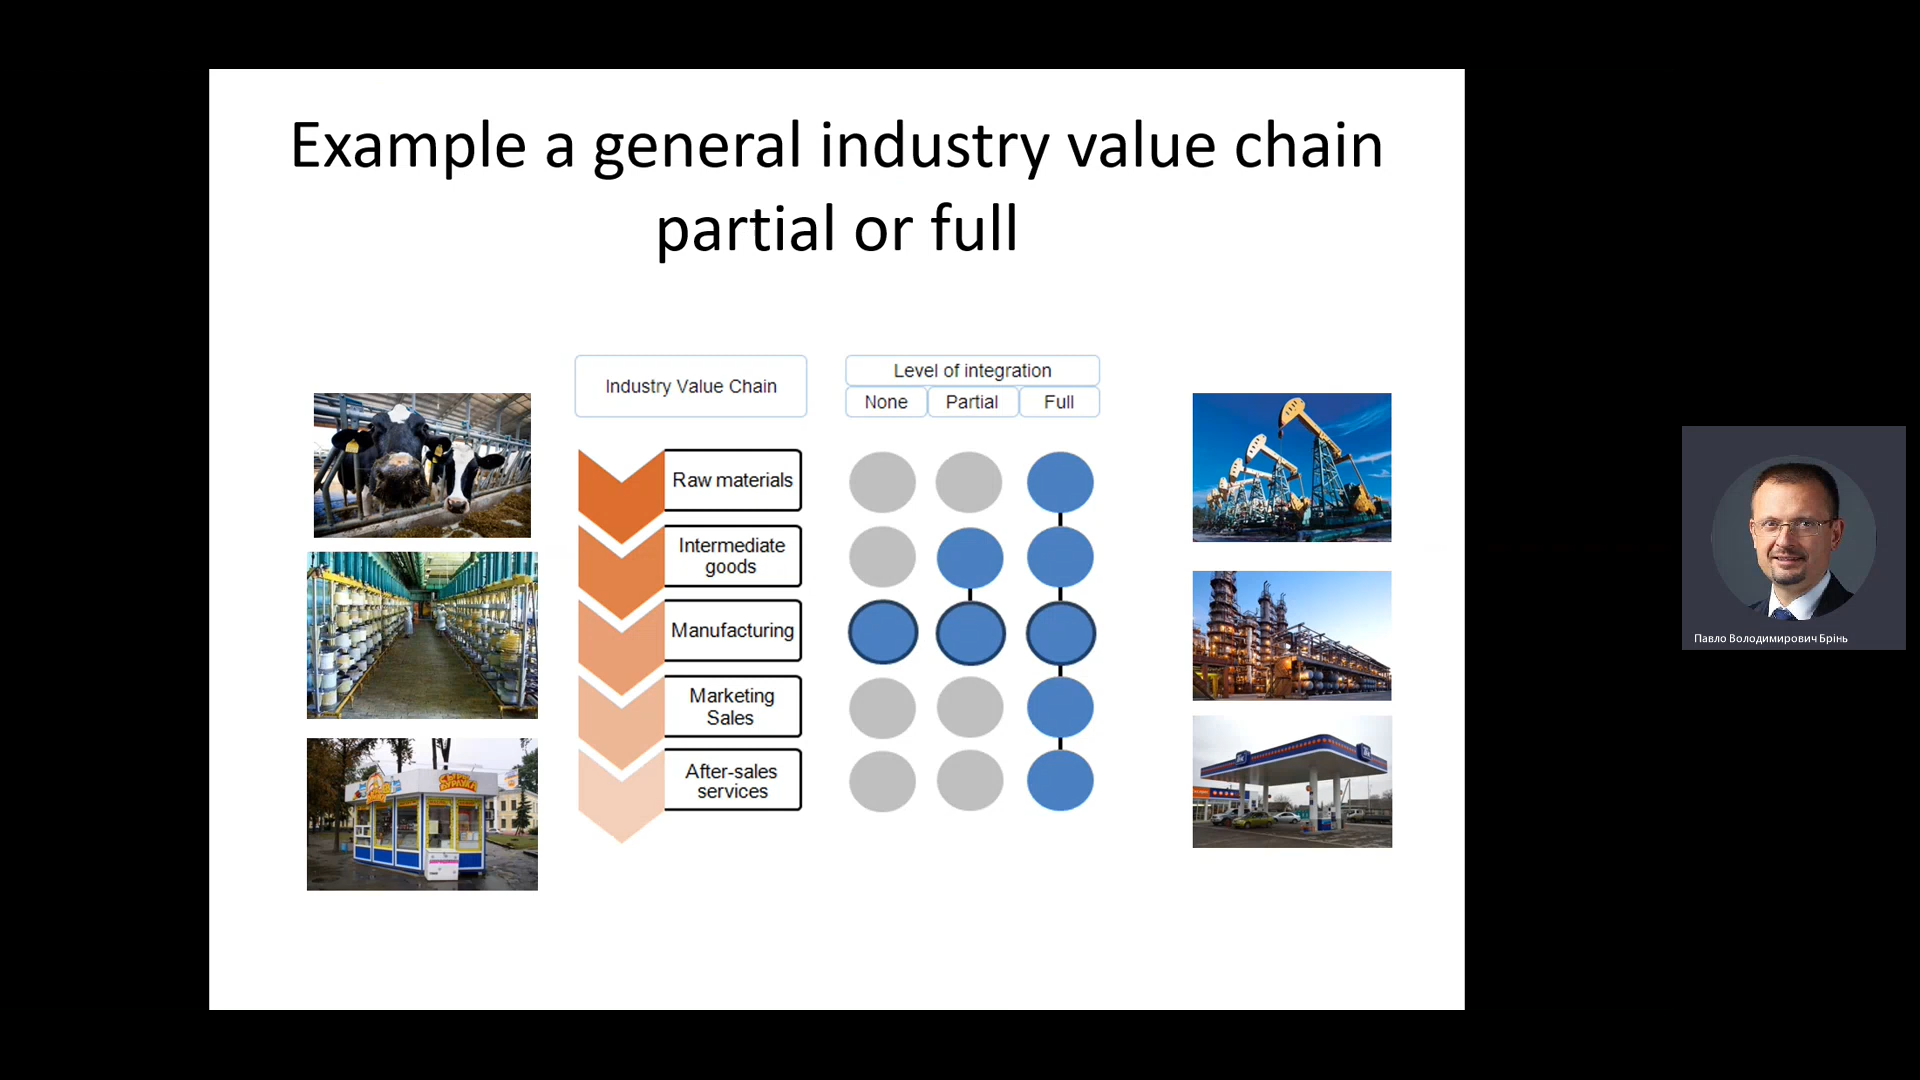 Example a general industry value chain
partial or full
Industry Value Chain
Level of integration
None
Partial
Full
Raw materials
Intermediate
goods
Manufacturing
Marketing
Sales
After-sales
services
Павло Володимирович Брінь